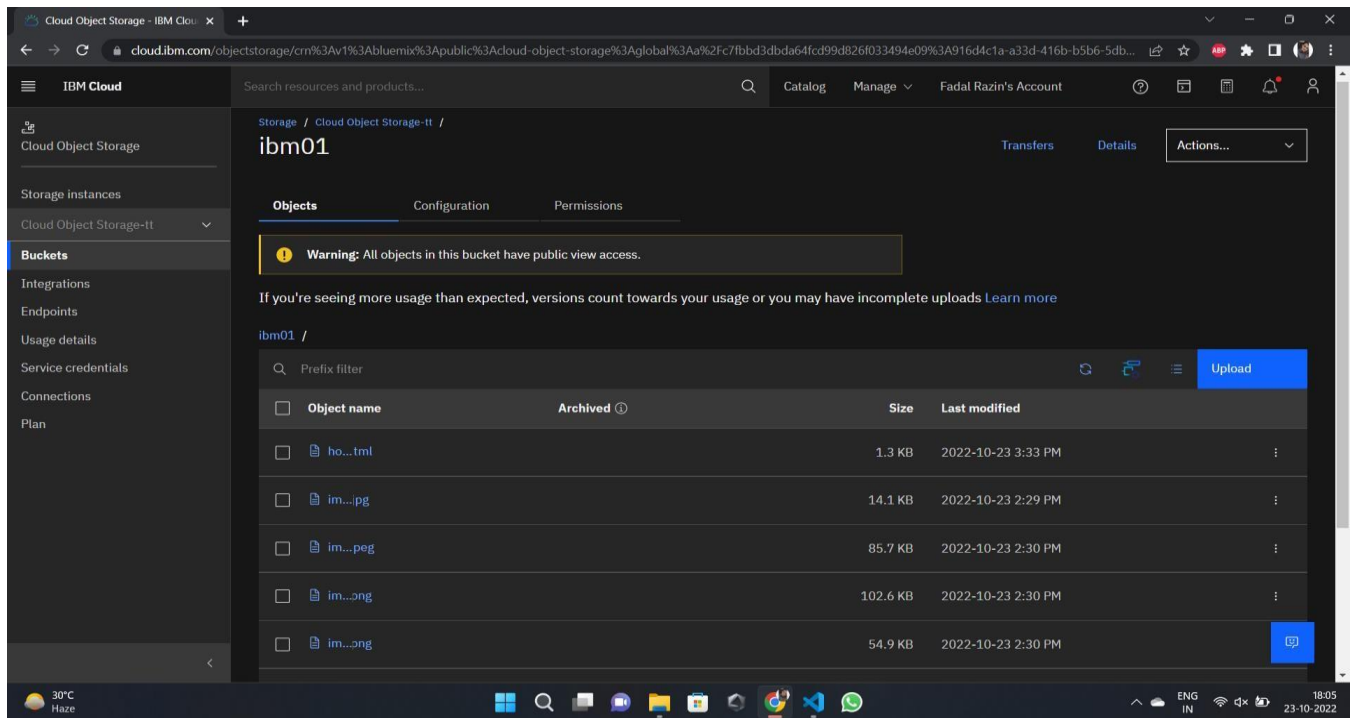 Cloud Object Storage - IBM Clou
cloud.ibm.com/objectstorage/crn%3Av1%3Abluemix%3Apublic%3Acloud-object-storage%3Aglobal%3Aa%2Fc7fbbd3dbda64fcd99d826f033494e09%3A916d4c1a-a33d-416b-b5b6-5db...
ABP
IBM Cloud
Search resources and products...
Catalog
Manage
Fadal Razin's Account
Cloud Object Storage
Storage instances
Cloud Object Storage-tt
Buckets
Integrations
Endpoints
Usage details
Service credentials
Connections
Plan
Storage / Cloud Object Storage-tt /
ibm01
Transfers
Details
Actions...
Objects
Configuration
Permissions
Warning: All objects in this bucket have public view access.
If you're seeing more usage than expected, versions count towards your usage or you may have incomplete uploads Learn more
ibm01 /
Prefix filter
Upload
Object name Archived Size Last modified
ho...tml 1.3 KB 2022-10-23 3:33 PM
im...jpg 14.1 KB 2022-10-23 2:29 PM
im...peg 85.7 KB 2022-10-23 2:30 PM
im...png 102.6 KB 2022-10-23 2:30 PM
im...png 54.9 KB 2022-10-23 2:30 PM
30°C
Haze
ENG
IN
18:05
23-10-2022